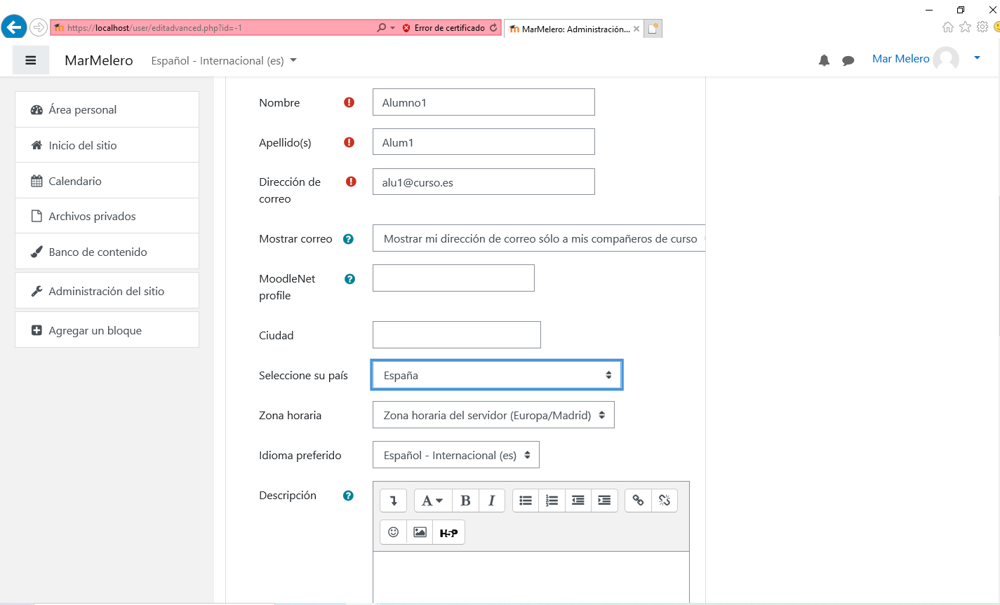 https://localhost/user/editadvanced.php?id=-1
Error de certificado
MarMelero: Administración...
MarMelero
Español - Internacional (es)
Mar Melero
Área personal
Inicio del sitio
Calendario
Archivos privados
Banco de contenido
Administración del sitio
Agregar un bloque
Nombre
Alumno1
Apellido(s)
Alum1
Dirección de
correo
alu1@curso.es
Mostrar correo
Mostrar mi dirección de correo sólo a mis compañeros de curso
MoodleNet
profile
Ciudad
Seleccione su país
España
Zona horaria
Zona horaria del servidor (Europa/Madrid)
Idioma preferido
Español - Internacional (es)
Descripción
A B I
H5P